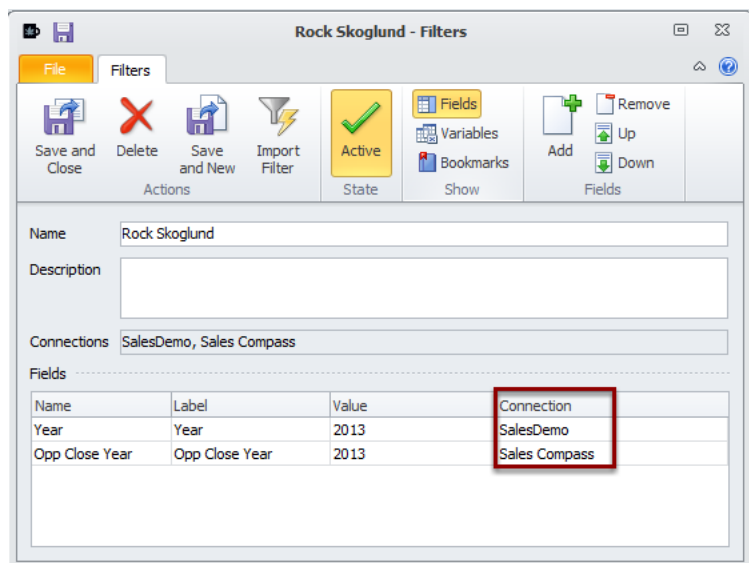 Rock Skoglund - Filters
File Filters
Save and Close Delete Save and New Import Filter
Actions
Active
State
Fields
Variables
Bookmarks
Show
Add Remove
Up
Down
Fields
Name Rock Skoglund
Description
Connections SalesDemo, Sales Compass
Fields
Name Label Value Connection
Year Year 2013 SalesDemo
Opp Close Year Opp Close Year 2013 Sales Compass